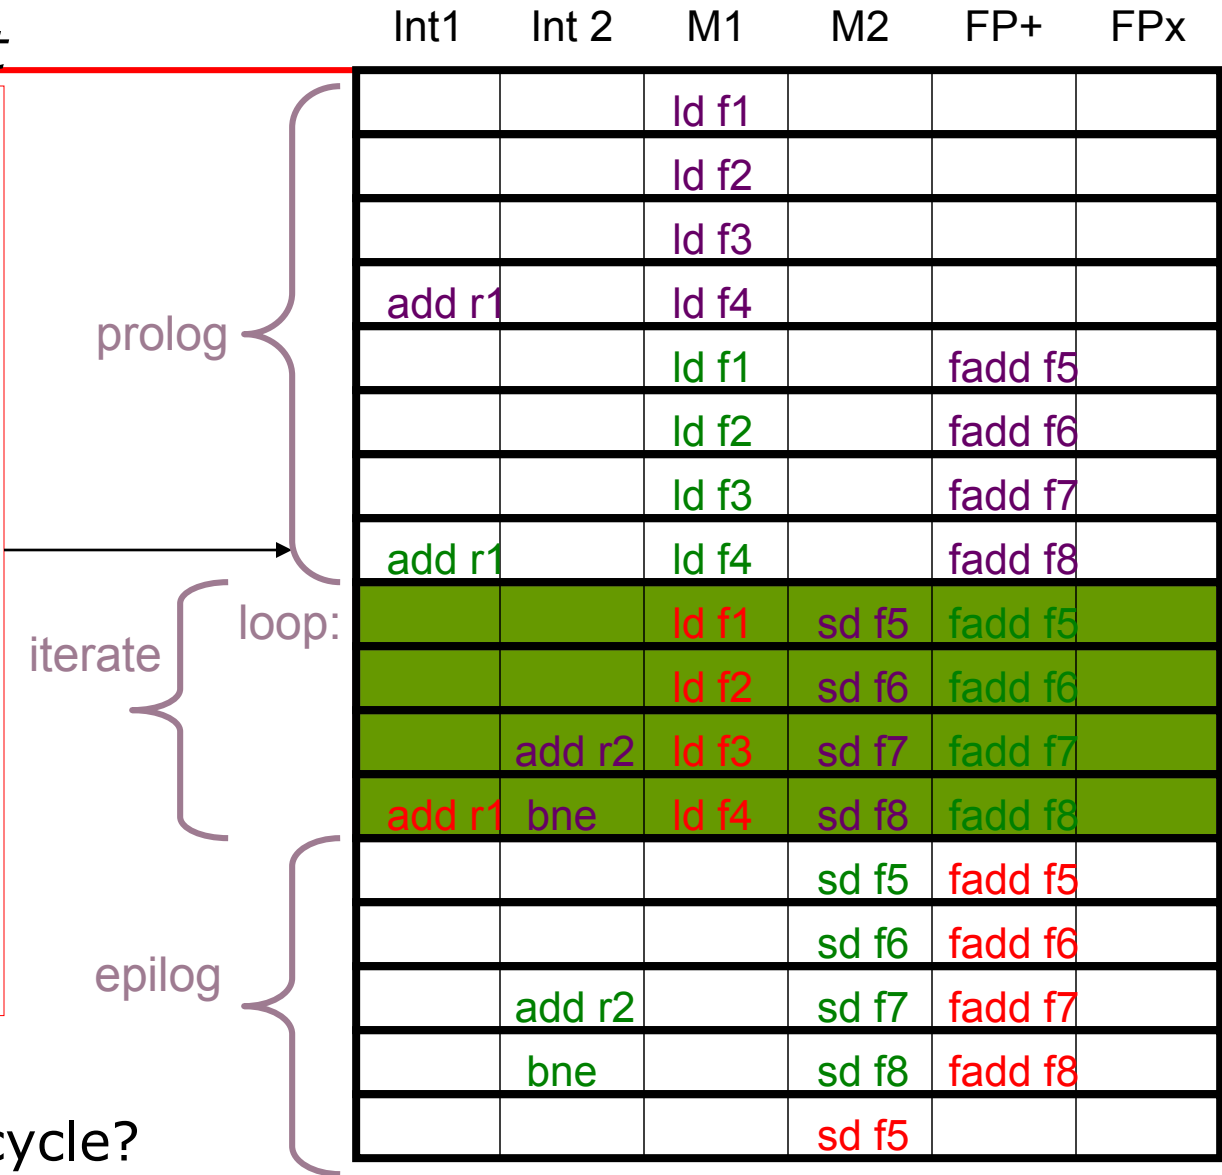 t
Int1 Int 2 M1 M2 FP+ FPx
ld f1
ld f2
ld f3
add r1 ld f4
prolog
ld f1 fadd f5
ld f2 fadd f6
ld f3 fadd f7
add r1 ld f4 fadd f8
loop: ld f1 sd f5 fadd f5
iterate
ld f2 sd f6 fadd f6
add r2 ld f3 sd f7 fadd f7
add r1 bne ld f4 sd f8 fadd f8
sd f5 fadd f5
sd f6 fadd f6
epilog
add r2 sd f7 fadd f7
bne sd f8 fadd f8
sd f5
cycle?